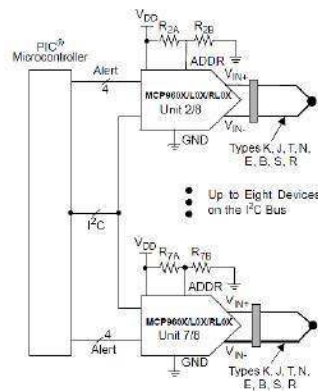 PIC®
Microcontroller
Alert
4
I²C
VDD
R2A
R2B
ADDR
MCP960X/L0X/RL0X
Unit 2/8
GND
VIN+
VIN-
Types K, J, T, N,
E, B, S, R
Up to Eight Devices
on the I²C Bus
VDD
R7A
R7B
ADDR
MCP960X/L0X/RL0X
Unit 7/8
GND
VIN+
VIN-
4
Alert
Types K, J, T, N,
E, B, S, R